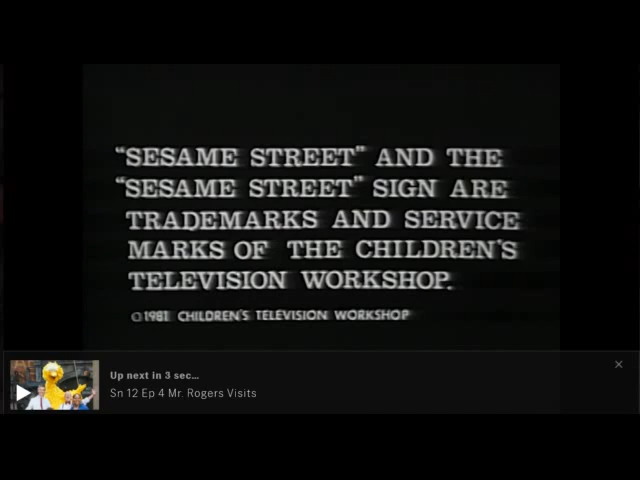 “SESAME STREET” AND THE
“SESAME STREET” SIGN ARE
TRADEMARKS AND SERVICE
MARKS OF THE CHILDREN'S
TELEVISION WORKSHOP.
©1981 CHILDREN'S TELEVISION WORKSHOP
Up next in 3 sec...
Sn 12 Ep 4 Mr. Rogers Visits